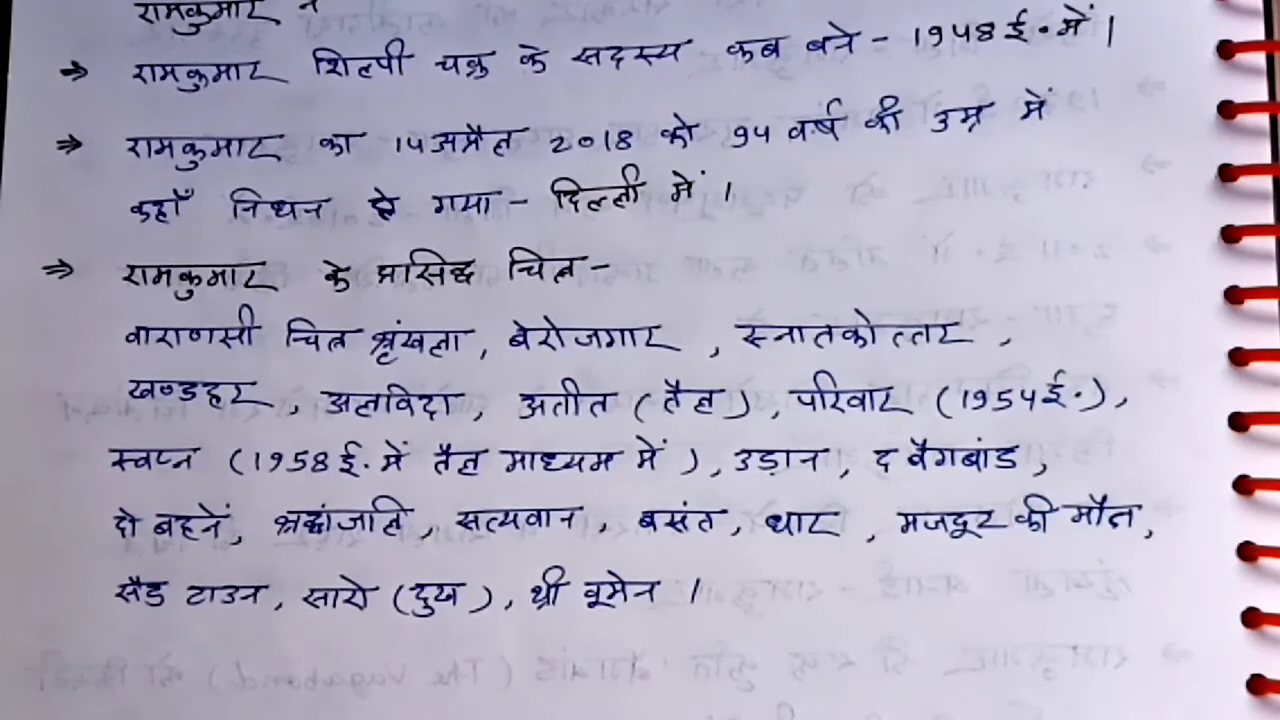 रामकुमार ने
⇒ रामकुमार शिल्पी चक्र के सदस्य कब बने - 1948 ई. में।
⇒ रामकुमार का 14 अप्रैल 2018 को 94 वर्ष की उम्र में
कहाँ निधन हो गया - दिल्ली में।
⇒ रामकुमार के प्रसिद्ध चित्र -
वाराणसी चित्र श्रृंखला, बेरोजगार, स्नातकोत्तर,
खण्डहर, अलविदा, अतीत (तैल), परिवार (1954 ई.),
स्वप्न (1958 ई. में तैल माध्यम में), उड़ान, द वैगबांड,
दो बहनें, श्रद्धांजलि, सत्यवान, बसंत, थार, मजदूर की मौत,
सैड टाउन, सारो (दुख), थ्री वूमेन।